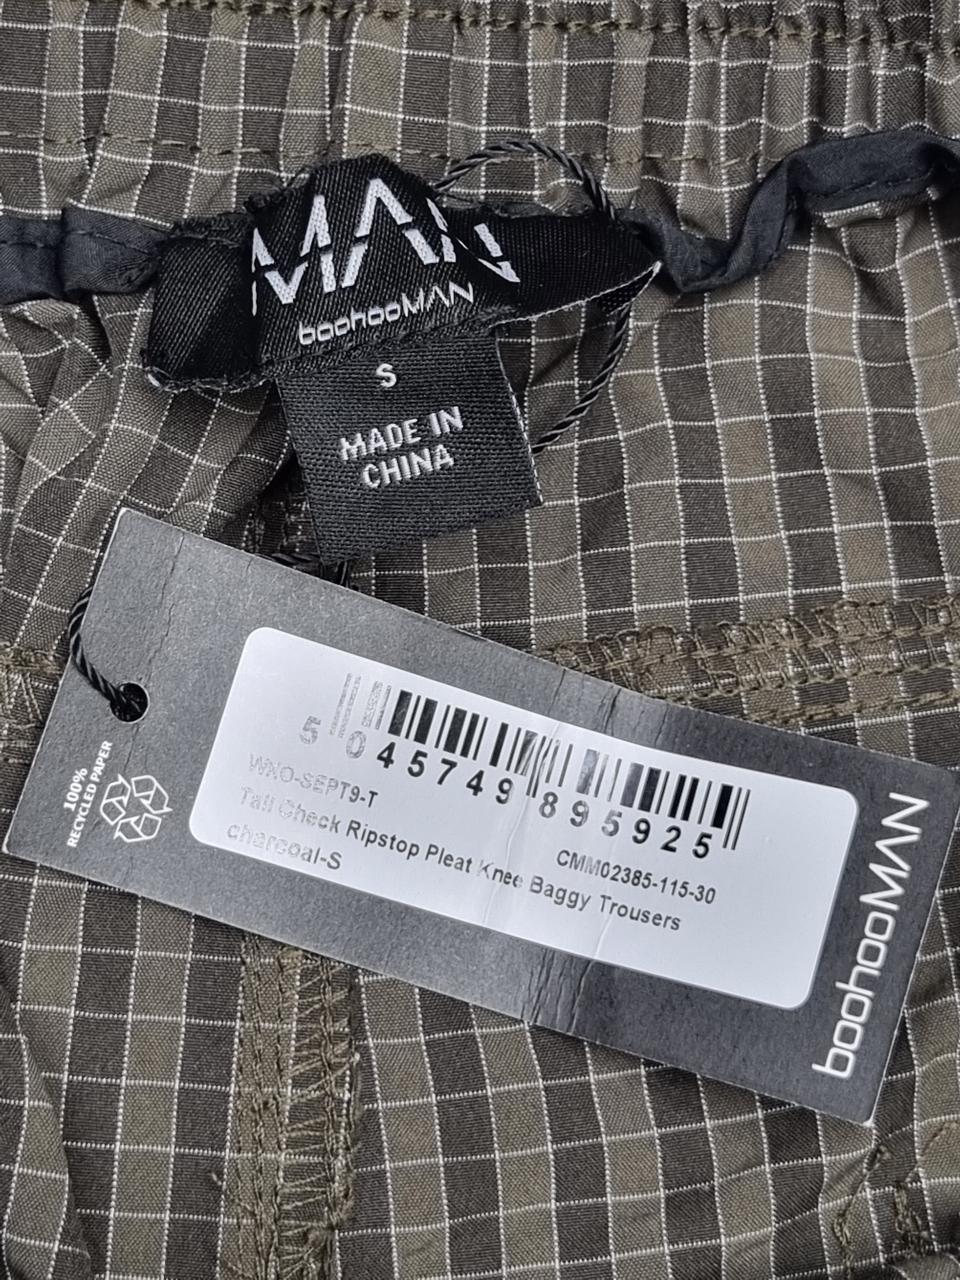 MAN
boohooMAN
S
MADE IN
CHINA
100%
RECYCLED PAPER
5 045749 895925
WNO-SEPT9-T
CMM02385-115-30
Tall Check Ripstop Pleat Knee Baggy Trousers
charcoal-S
boohooMAN